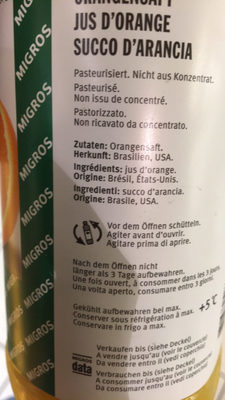 ORANGENSAFT
JUS D'ORANGE
SUCCO D'ARANCIA
Pasteurisiert. Nicht aus Konzentrat.
Pasteurisé.
Non issu de concentré.
Pastorizzato.
Non ricavato da concentrato.
Zutaten: Orangensaft.
Herkunft: Brasilien, USA.
Ingrédients: jus d'orange.
Origine: Brésil, États-Unis.
Ingredienti: succo d'arancia.
Origine: Brasile, USA.
Vor dem Öffnen schütteln.
Agiter avant d'ouvrir.
Agitare prima di aprire.
Nach dem Öffnen nicht
länger als 3 Tage aufbewahren.
Une fois ouvert, à consommer dans les 3 jours.
Una volta aperto, consumare entro 3 giorni.
Gekühlt aufbewahren bei max.
Conserver sous réfrigération à max.
Conservare in frigo a max.
+5°C
MIGROS
data
Verkaufen bis (siehe Deckel)
A vendre jusqu'au (voir le couvercle)
Da vendere entro il (vedi coperchio)
Verbrauchen bis (siehe Deckel)
A consommer jusqu'au (voir le couvercle)
Da consumare entro il (vedi coperchio)
MIGROS
MIGROS
MIGROS
MIGROS
MIGROS
MIGROS